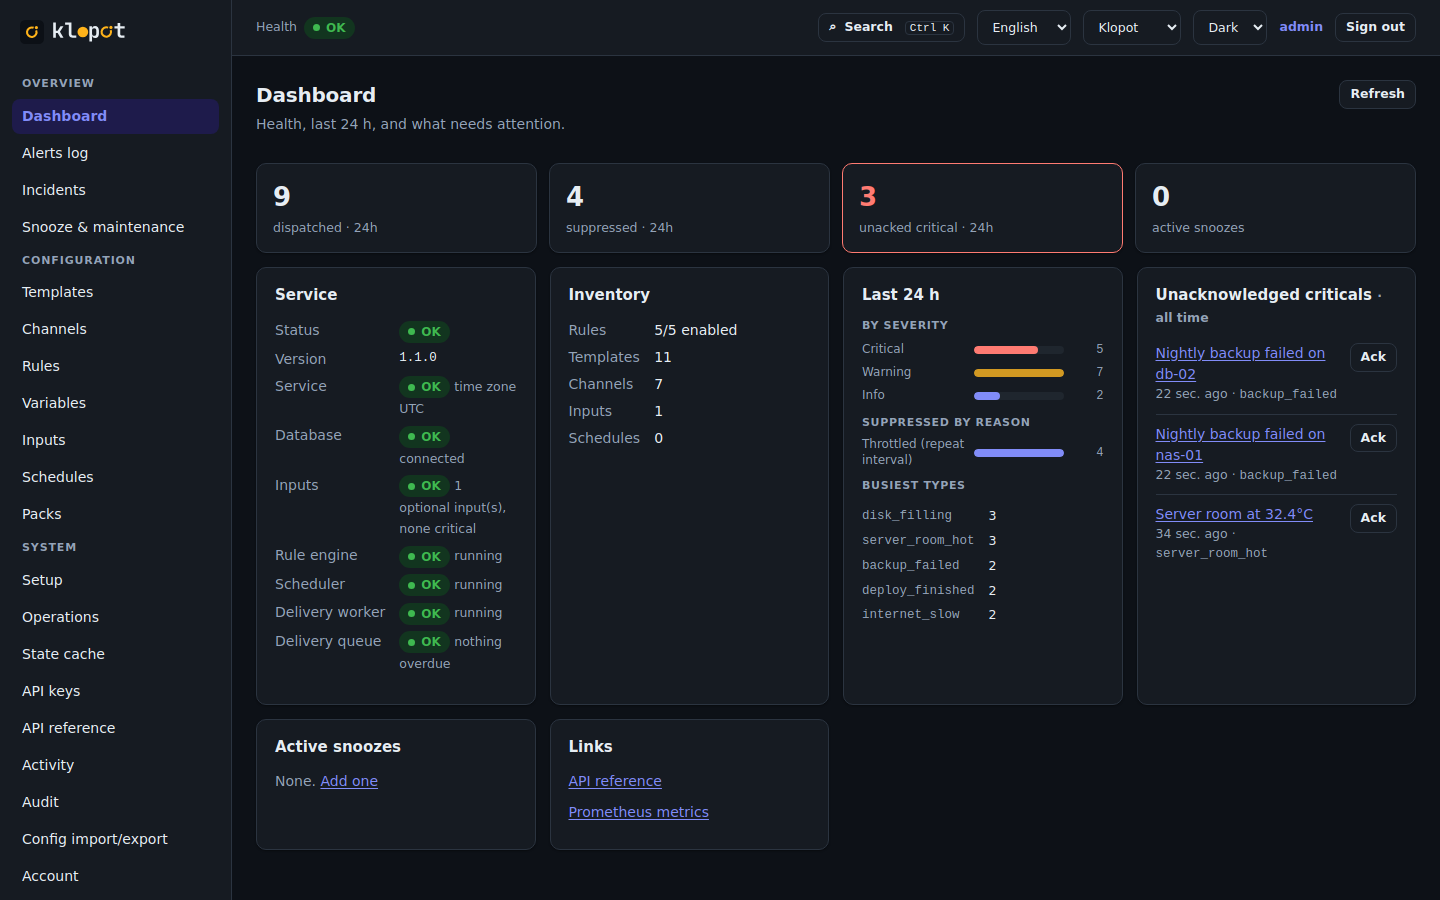 klopot
OVERVIEW
Dashboard
Alerts log
Incidents
Snooze & maintenance
CONFIGURATION
Templates
Channels
Rules
Variables
Inputs
Schedules
Packs
SYSTEM
Setup
Operations
State cache
API keys
API reference
Activity
Audit
Config import/export
Account
Health OK
Search Ctrl K
English
Klopot
Dark
admin
Sign out
Dashboard
Refresh
Health, last 24 h, and what needs attention.
9
dispatched · 24h
4
suppressed · 24h
3
unacked critical · 24h
0
active snoozes
Service
Status OK
Version 1.1.0
Service OK time zone
UTC
Database OK
connected
Inputs OK 1
optional input(s),
none critical
Rule engine OK running
Scheduler OK running
Delivery worker OK running
Delivery queue OK nothing
overdue
Inventory
Rules 5/5 enabled
Templates 11
Channels 7
Inputs 1
Schedules 0
Last 24 h
BY SEVERITY
Critical 5
Warning 7
Info 2
SUPPRESSED BY REASON
Throttled (repeat
interval) 4
BUSIEST TYPES
disk_filling 3
server_room_hot 3
backup_failed 2
deploy_finished 2
internet_slow 2
Unacknowledged criticals ·
all time
Nightly backup failed on
db-02
Ack
22 sec. ago · backup_failed
Nightly backup failed on
nas-01
Ack
22 sec. ago · backup_failed
Server room at 32.4°C
Ack
34 sec. ago ·
server_room_hot
Active snoozes
None. Add one
Links
API reference
Prometheus metrics